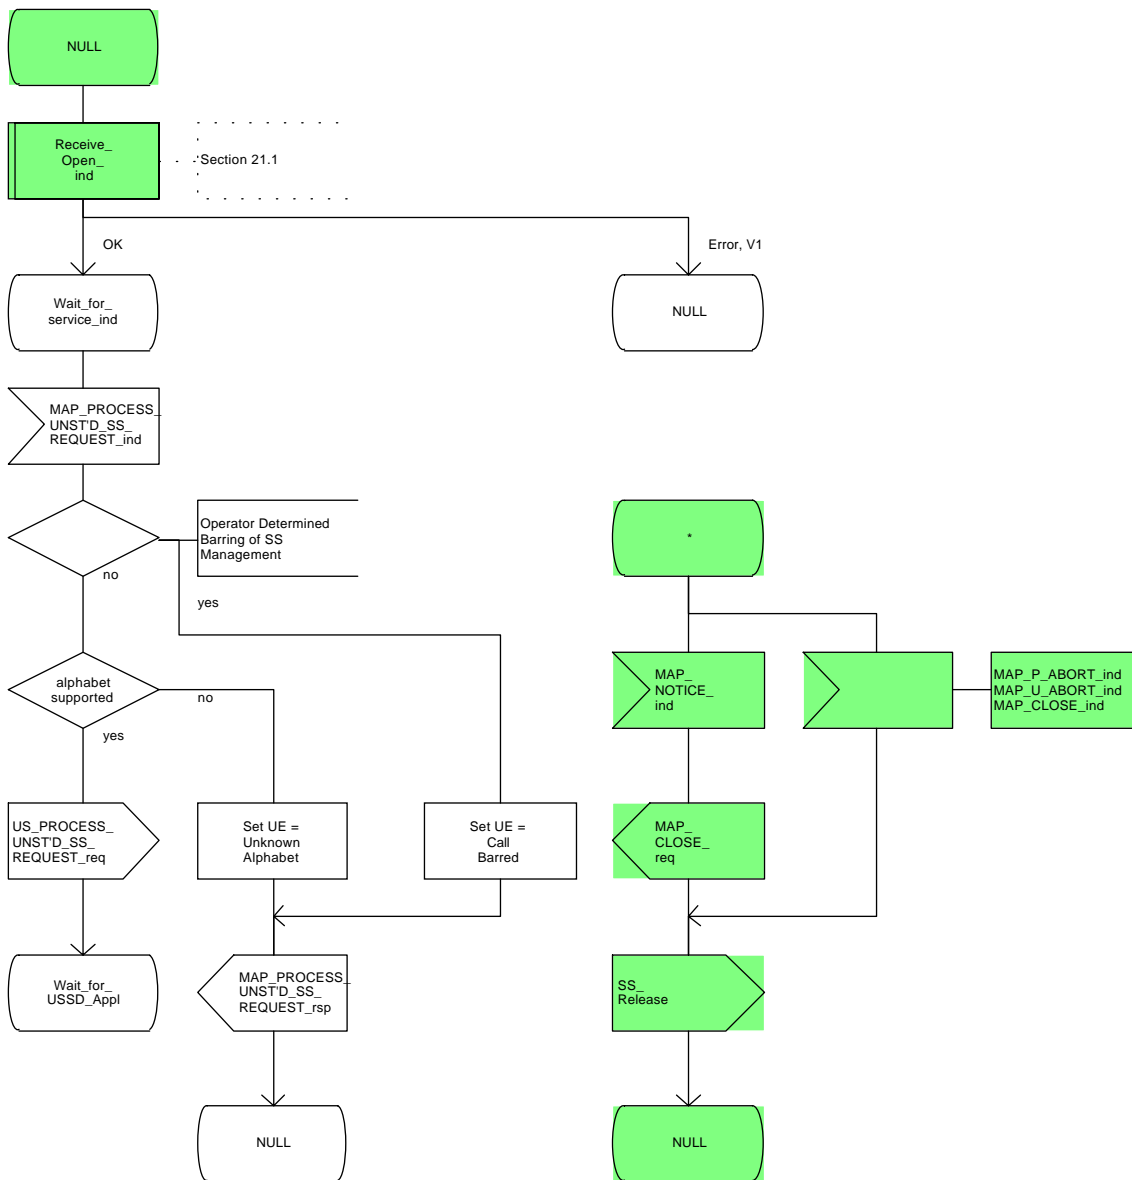 NULL
Receive_
Open_
ind
Section 21.1
OK
Error, V1
Wait_for_
service_ind
NULL
MAP_PROCESS_
UNST'D_SS_
REQUEST_ind
Operator Determined
Barring of SS
Management
no
yes
*
alphabet
supported
no
yes
MAP_
NOTICE_
ind
MAP_P_ABORT_ind
MAP_U_ABORT_ind
MAP_CLOSE_ind
US_PROCESS_
UNST'D_SS_
REQUEST_req
Set UE =
Unknown
Alphabet
Set UE =
Call
Barred
MAP_
CLOSE_
req
Wait_for_
USSD_Appl
MAP_PROCESS_
UNST'D_SS_
REQUEST_rsp
SS_
Release
NULL
NULL